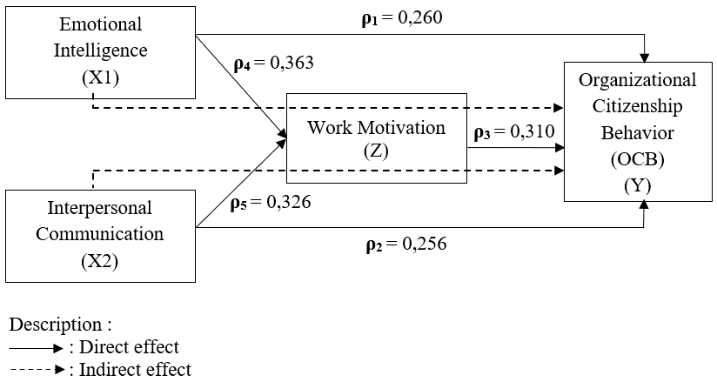 Emotional
Intelligence
(X1)
ρ₁ = 0,260
ρ₄ = 0,363
Work Motivation
(Z)
ρ₃ = 0,310
Organizational
Citizenship
Behavior
(OCB)
(Y)
Interpersonal
Communication
(X2)
ρ₅ = 0,326
ρ₂ = 0,256
Description :
: Direct effect
: Indirect effect